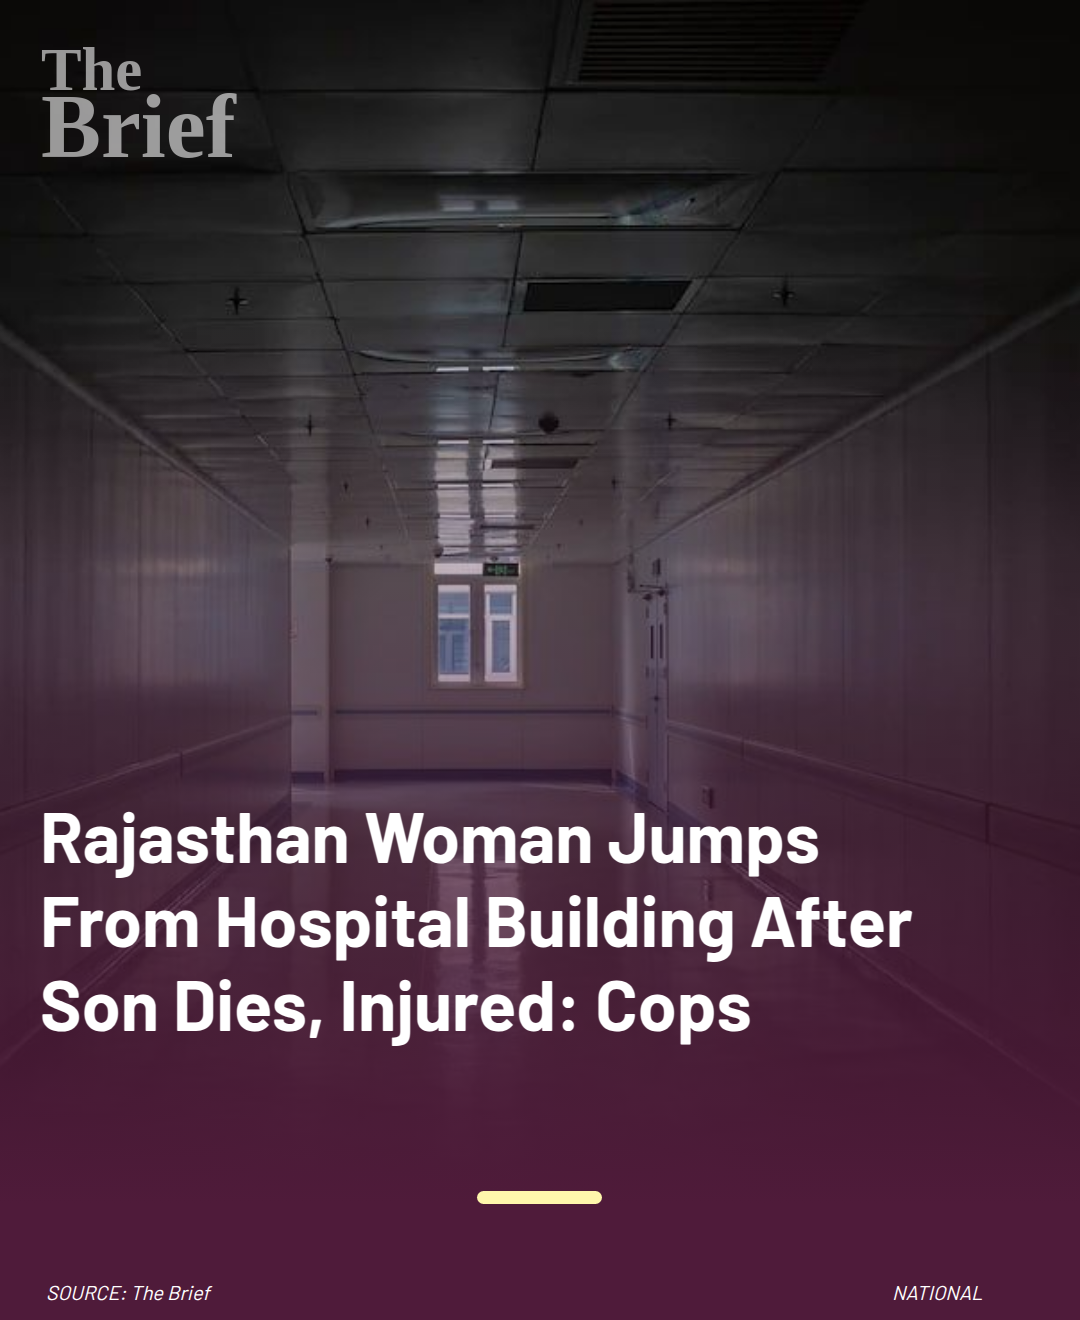 The
Brief
Rajasthan Woman Jumps
From Hospital Building After
Son Dies, Injured: Cops
SOURCE: The Brief
NATIONAL